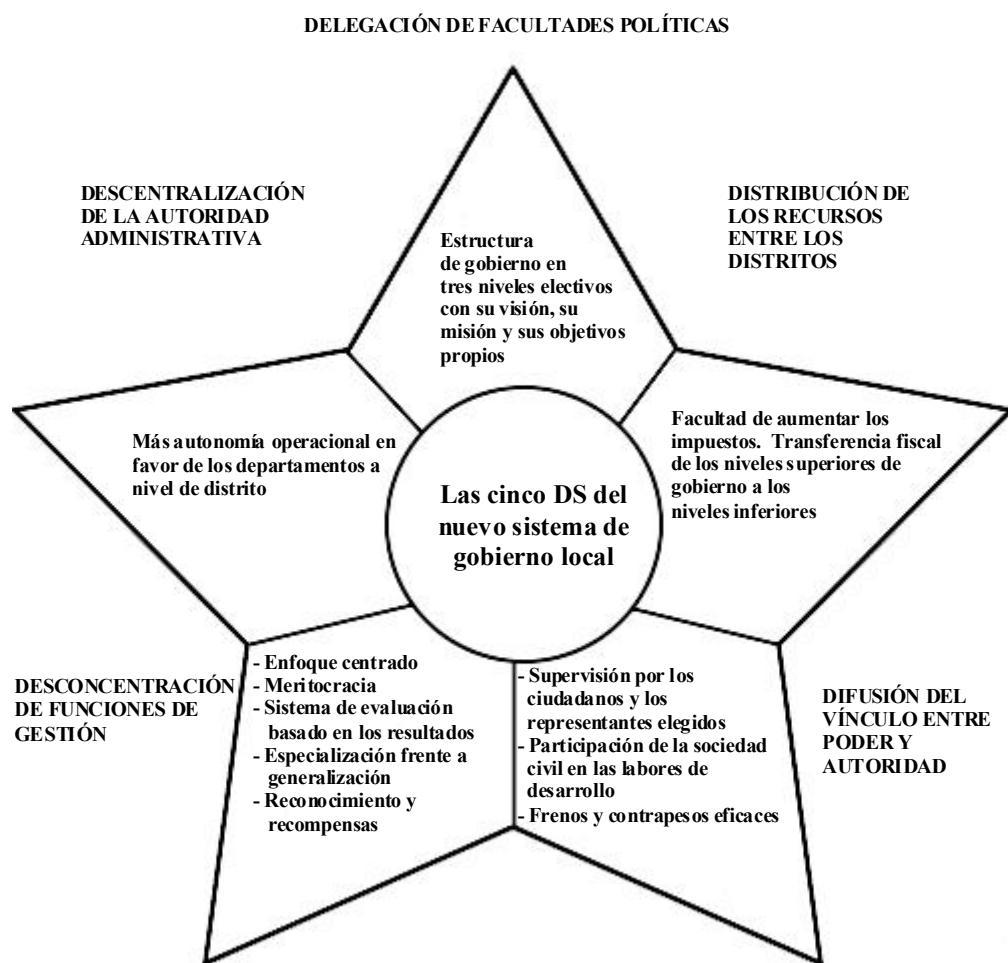 DELEGACIÓN DE FACULTADES POLÍTICAS
DESCENTRALIZACIÓN
DE LA AUTORIDAD
ADMINISTRATIVA
DISTRIBUCIÓN DE
LOS RECURSOS
ENTRE LOS
DISTRITOS
Estructura
de gobierno en
tres niveles electivos
con su visión, su
misión y sus objetivos
propios
Más autonomía operacional en
favor de los departamentos a
nivel de distrito
Facultad de aumentar los
impuestos. Transferencia fiscal
de los niveles superiores de
gobierno a los
niveles inferiores
Las cinco DS del
nuevo sistema de
gobierno local
DESCONCENTRACIÓN
DE FUNCIONES DE
GESTIÓN
- Enfoque centrado
- Meritocracia
- Sistema de evaluación
basado en los resultados
- Especialización frente a
generalización
- Reconocimiento y
recompensas
- Supervisión por los
ciudadanos y los
representantes elegidos
- Participación de la sociedad
civil en las labores de
desarrollo
- Frenos y contrapesos eficaces
DIFUSIÓN DEL
VÍNCULO ENTRE
PODER Y
AUTORIDAD